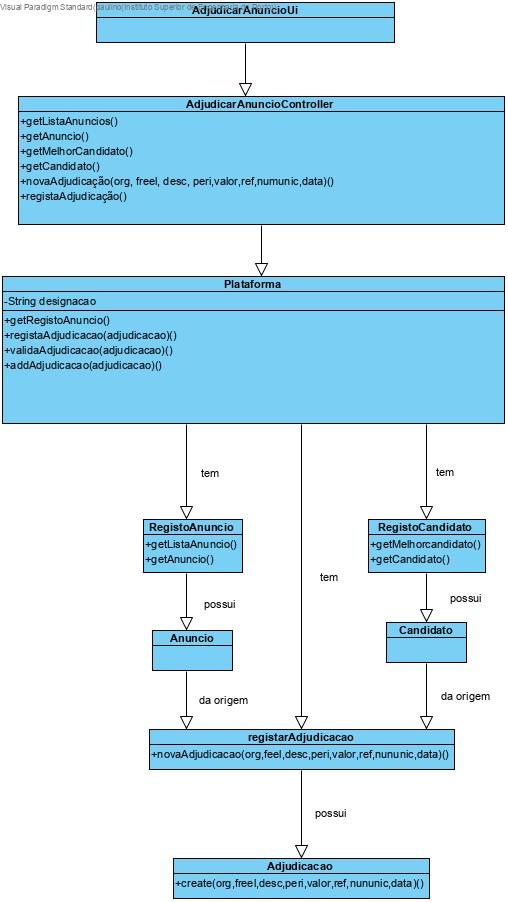 Visual Paradigm Standard(paulino(Instituto Superior de Engenharia do Porto))
AdjudicarAnuncioUi
AdjudicarAnuncioController
+getListaAnuncios()
+getAnuncio()
+getMelhorCandidato()
+getCandidato()
+novaAdjudicação(org, freel, desc, peri,valor,ref,numunic,data)()
+registaAdjudicação()
Plataforma
-String designacao
+getRegistoAnuncio()
+registaAdjudicacao(adjudicacao)()
+validaAdjudicacao(adjudicacao)()
+addAdjudicacao(adjudicacao)()
tem
tem
RegistoAnuncio
+getListaAnuncio()
+getAnuncio()
RegistoCandidato
+getMelhorcandidato()
+getCandidato()
tem
possui
possui
Anuncio
Candidato
da origem
da origem
registarAdjudicacao
+novaAdjudicacao(org,feel,desc,peri,valor,ref,nununic,data)()
possui
Adjudicacao
+create(org,freel,desc,peri,valor,ref,nununic,data)()